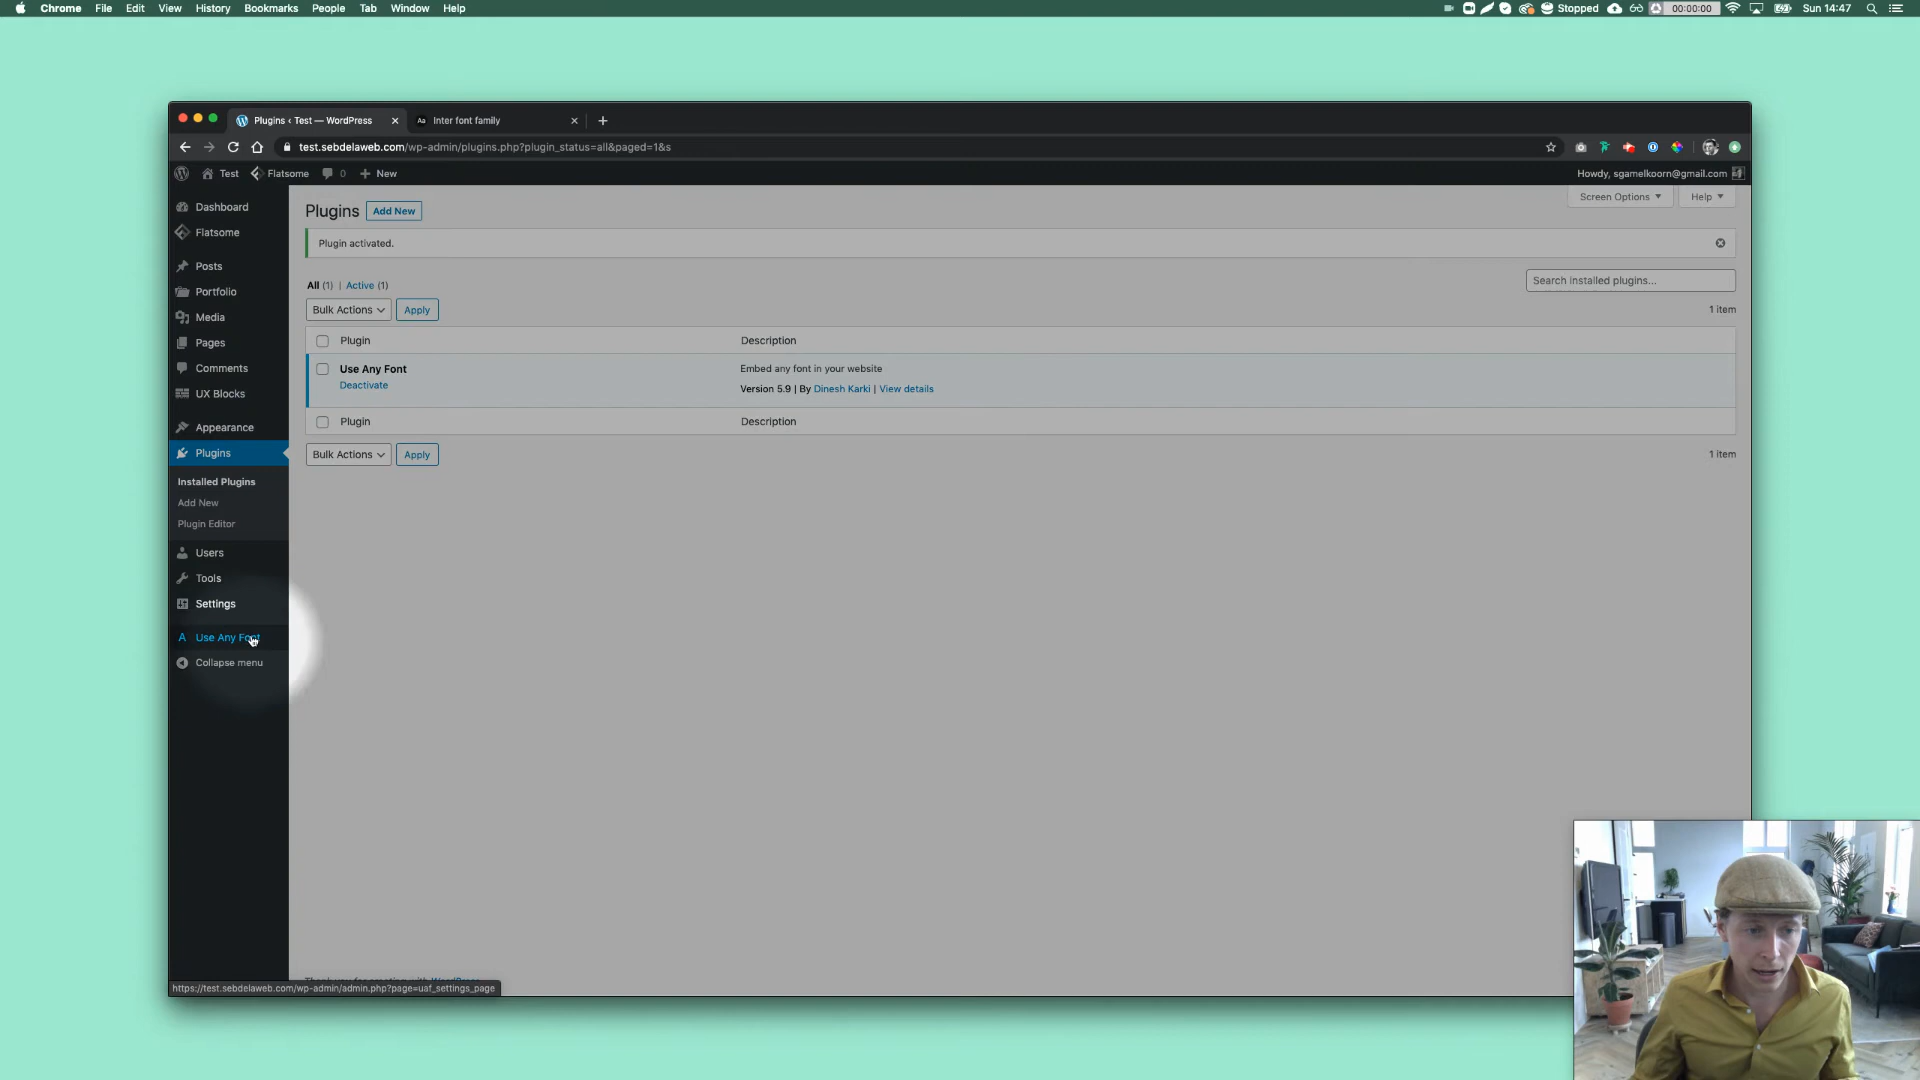 Chrome File Edit View History Bookmarks People Tab Window Help
Stopped 00:00:00 Sun 14:47
Plugins ‹ Test — WordPress
Aa Inter font family
test.sebdelaweb.com/wp-admin/plugins.php?plugin_status=all&paged=1&s
Test Flatsome 0 New
Howdy, sgamelkoorn@gmail.com
Dashboard
Flatsome
Posts
Portfolio
Media
Pages
Comments
UX Blocks
Appearance
Plugins
Installed Plugins
Add New
Plugin Editor
Users
Tools
Settings
A Use Any Font
Collapse menu
Plugins Add New
Screen Options Help
Plugin activated.
All (1) | Active (1)
Search installed plugins...
Bulk Actions Apply
1 item
Plugin Description
Use Any Font
Deactivate
Embed any font in your website
Version 5.9 | By Dinesh Karki | View details
Plugin Description
Bulk Actions Apply
1 item
https://test.sebdelaweb.com/wp-admin/admin.php?page=uaf_settings_page